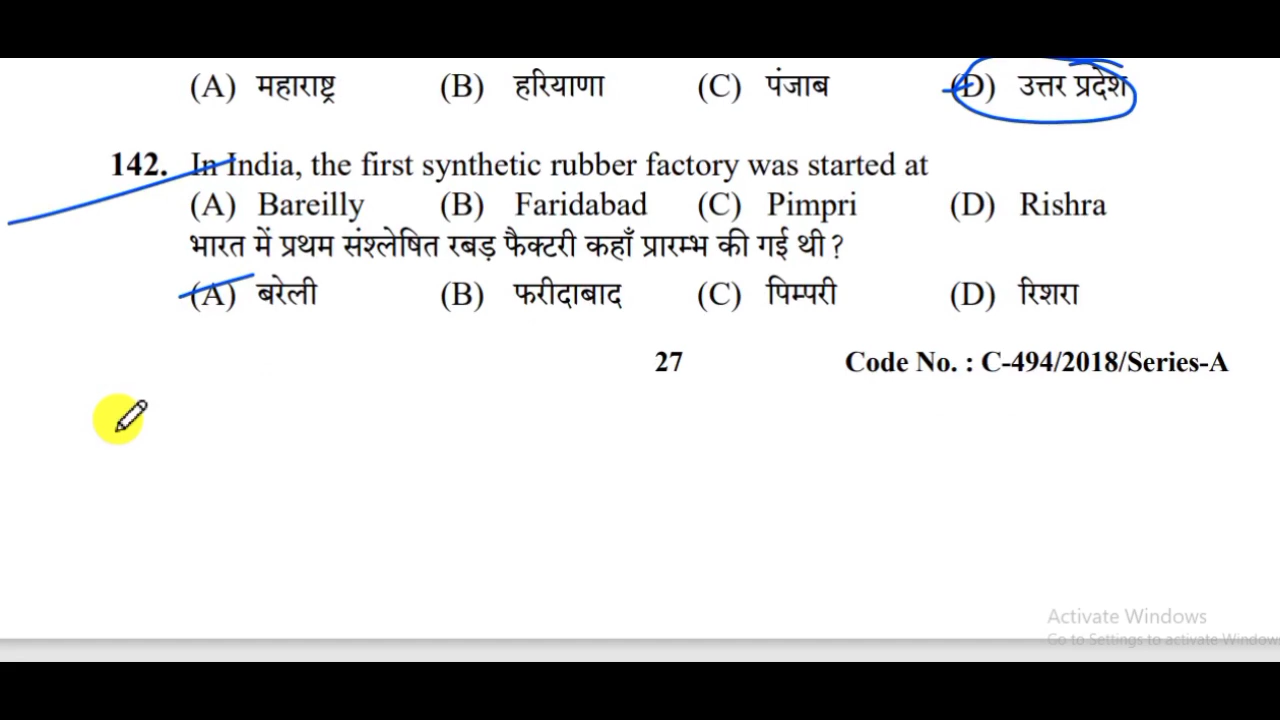 (A) महाराष्ट्र (B) हरियाणा (C) पंजाब (D) उत्तर प्रदेश
142. In India, the first synthetic rubber factory was started at
(A) Bareilly (B) Faridabad (C) Pimpri (D) Rishra
भारत में प्रथम संश्लेषित रबड़ फैक्टरी कहाँ प्रारम्भ की गई थी ?
(A) बरेली (B) फरीदाबाद (C) पिम्परी (D) रिशरा
27 Code No. : C-494/2018/Series-A
Activate Windows
Go to Settings to activate Window